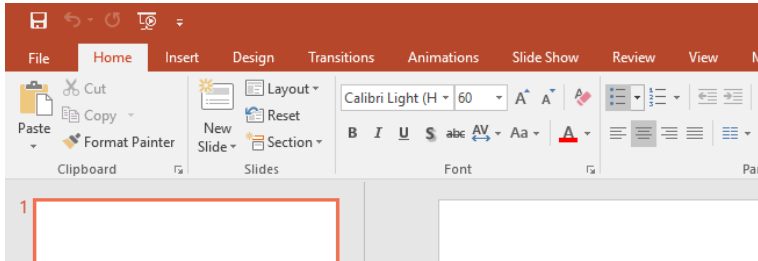 File Home Insert Design Transitions Animations Slide Show Review View
Cut
Copy
Format Painter
Paste
Clipboard
New
Slide
Layout
Reset
Section
Slides
Calibri Light (H 60 A A
B I U S abc AV Aa A
Font
Pa
1